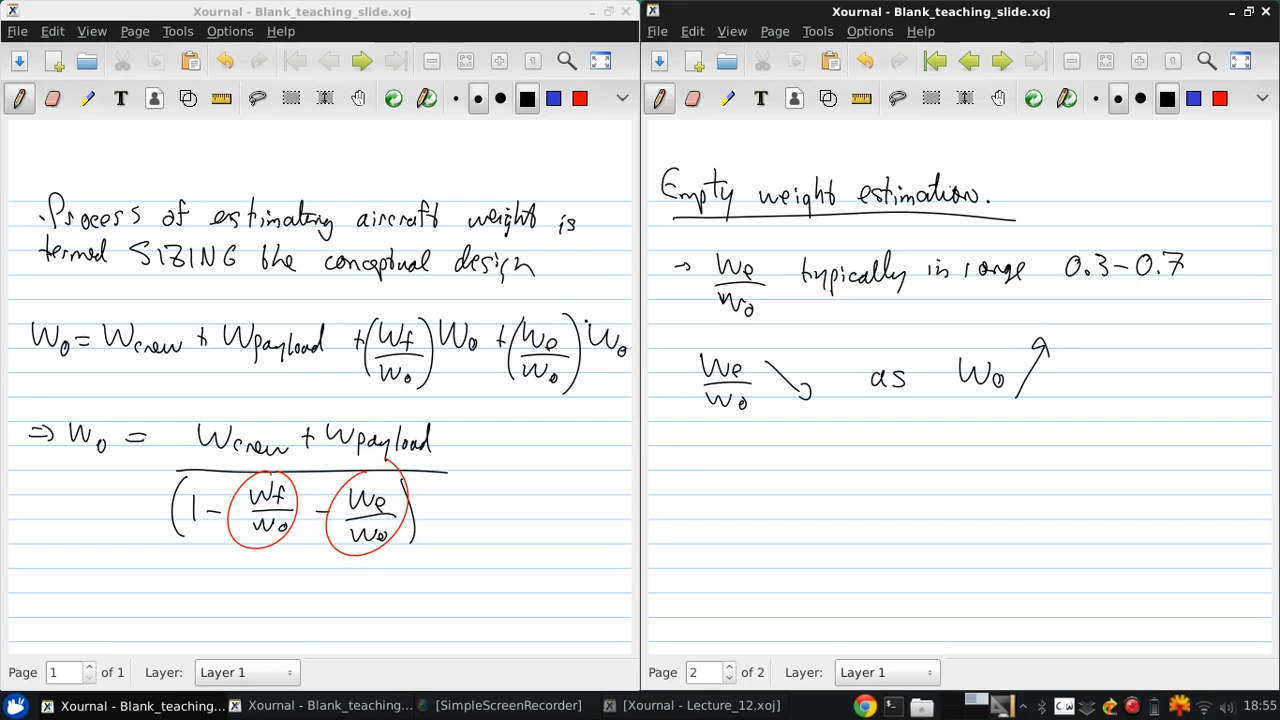 Xournal - Blank_teaching_slide.xoj
File Edit View Page Tools Options Help
.Process of estimating aircraft weight is
termed SIZING the conceptual design
W₀ = Wcrew + Wpayload + (Wf/W₀) W₀ + (We/W₀) W₀
⇒ W₀ = Wcrew + Wpayload
(1 - Wf/W₀ - We/W₀)
Page 1 of 1 Layer: Layer 1
Xournal - Blank_teaching_slide.xoj
File Edit View Page Tools Options Help
Empty weight estimation.
→ We/W₀ typically in range 0.3 - 0.7
We/W₀ ↘ as W₀ ↗
Page 2 of 2 Layer: Layer 1
Xournal - Blank_teaching_slide.xoj
Xournal - Blank_teaching....
[SimpleScreenRecorder]
[Xournal - Lecture_12.xoj]
18:55